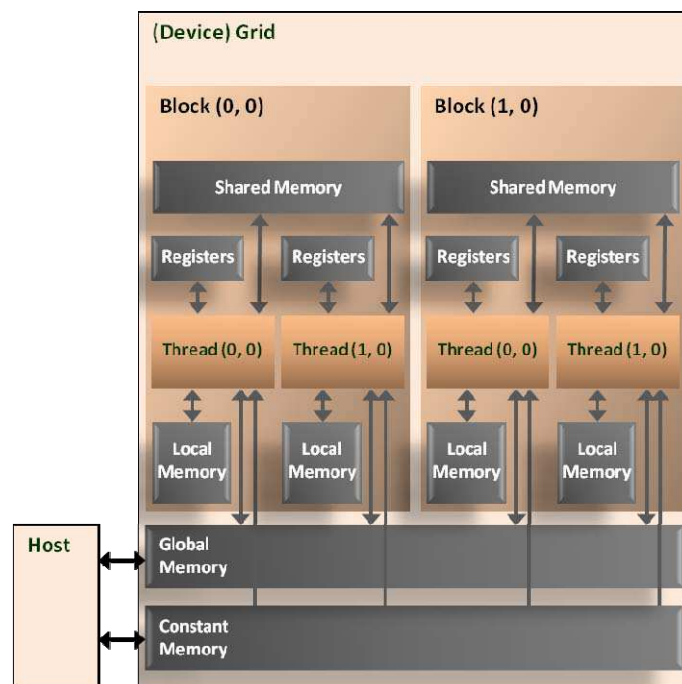 (Device) Grid
Block (0, 0)
Block (1, 0)
Shared Memory
Shared Memory
Registers
Registers
Registers
Registers
Thread (0, 0)
Thread (1, 0)
Thread (0, 0)
Thread (1, 0)
Local
Memory
Local
Memory
Local
Memory
Local
Memory
Host
Global
Memory
Constant
Memory